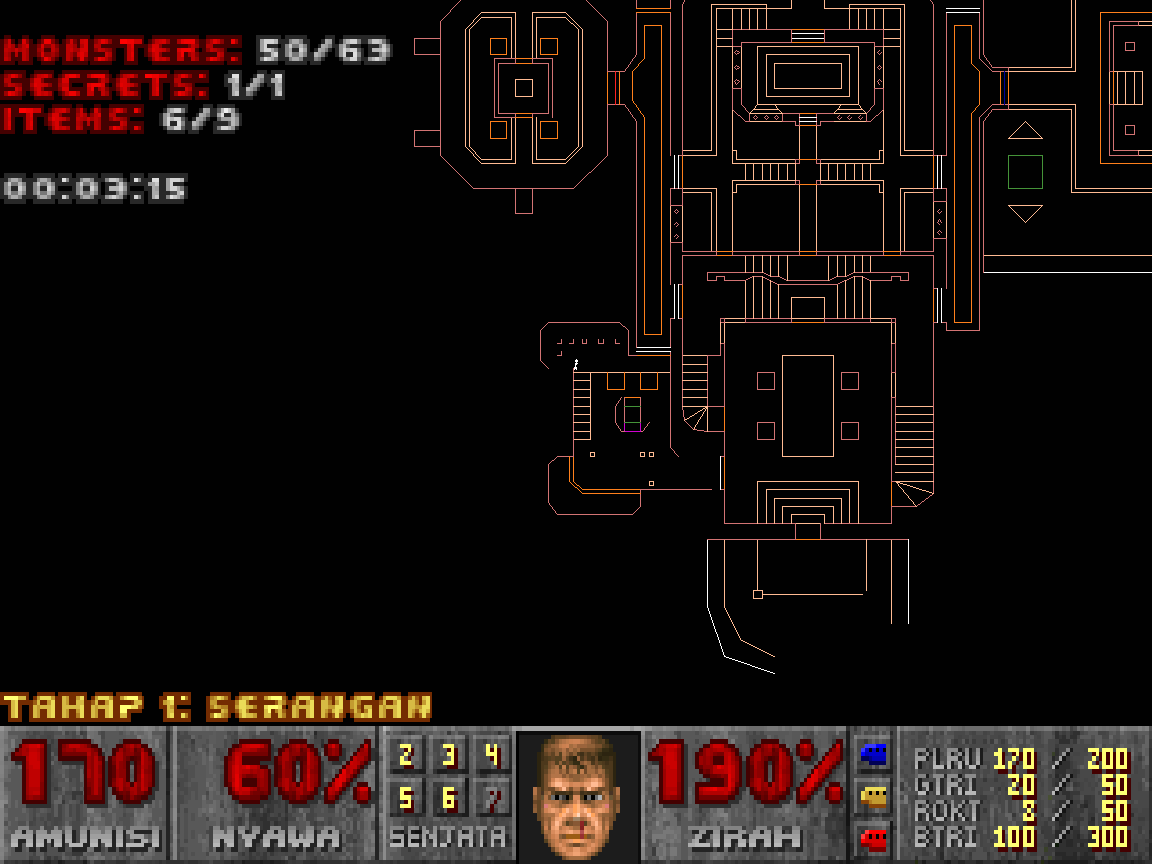 MONSTERS: 50/63
SECRETS: 1/1
ITEMS: 6/9
00:03:15
TAHAP 1: SERANGAN
170 60% 2 3 4 5 6 7 190% PLRU 170 / 200
GTRI 20 / 50
ROKT 3 / 50
BTRI 100 / 300
AMUNISI NYAWA SENJATA ZIRAH